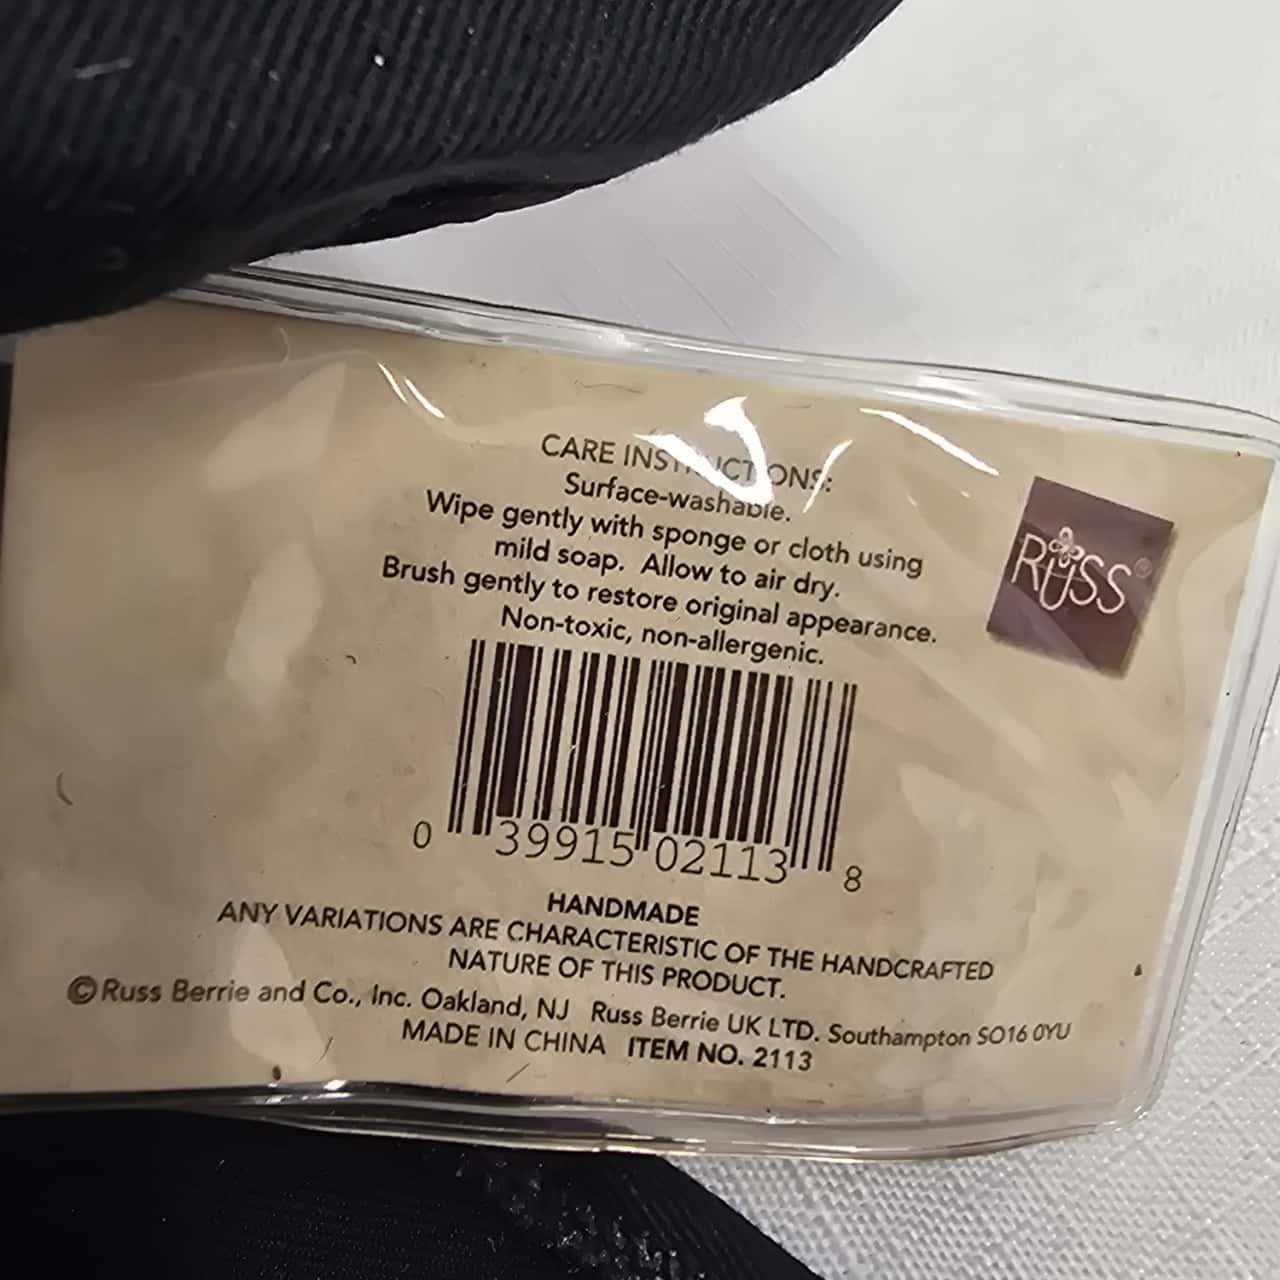 CARE INSTRUCTIONS:
Surface-washable.
Wipe gently with sponge or cloth using
mild soap. Allow to air dry.
Brush gently to restore original appearance.
Non-toxic, non-allergenic.
RUSS®
0 39915 02113 8
HANDMADE
ANY VARIATIONS ARE CHARACTERISTIC OF THE HANDCRAFTED
NATURE OF THIS PRODUCT.
©Russ Berrie and Co., Inc. Oakland, NJ Russ Berrie UK LTD. Southampton SO16 0YU
MADE IN CHINA ITEM NO. 2113